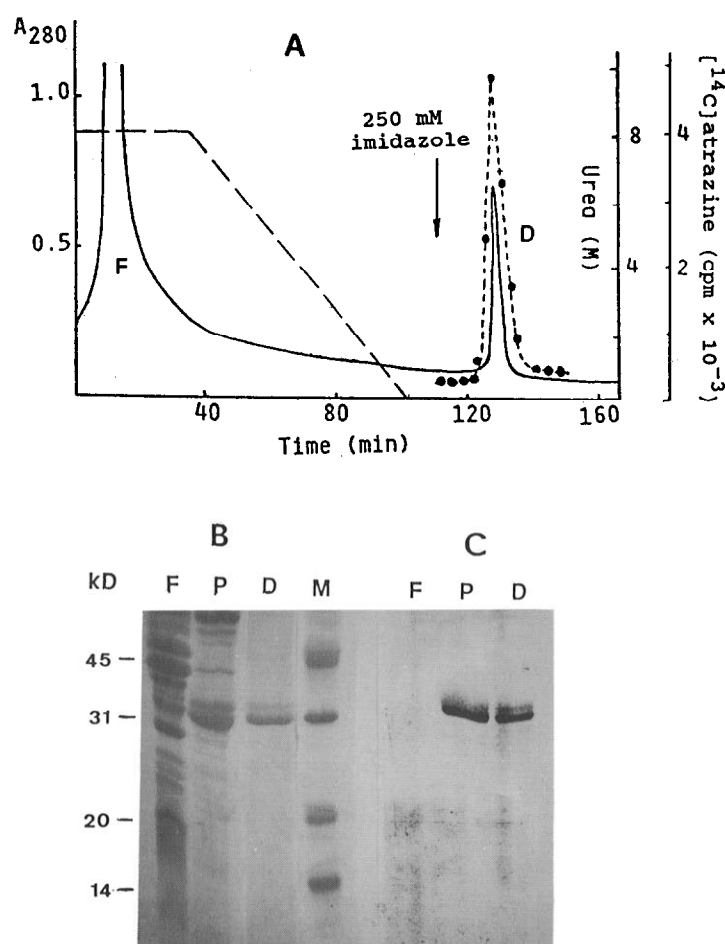 A280
A
1.0
0.5
F
250 mM
imidazole
D
8
4
Urea (M)
4
2
[14C]atrazine (cpm x 10-3)
40
80
120
160
Time (min)
B
C
kD
F
P
D
M
F
P
D
45
31
20
14